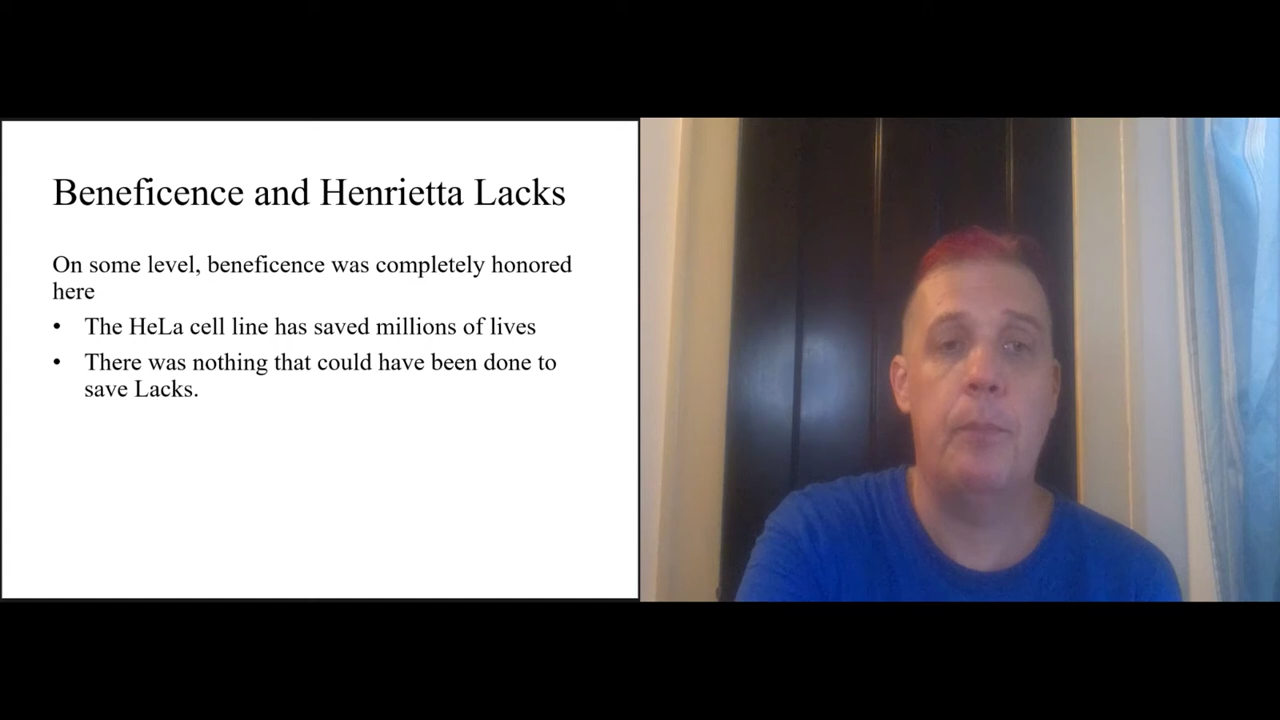 Beneficence and Henrietta Lacks
On some level, beneficence was completely honored
here
• The HeLa cell line has saved millions of lives
• There was nothing that could have been done to
save Lacks.